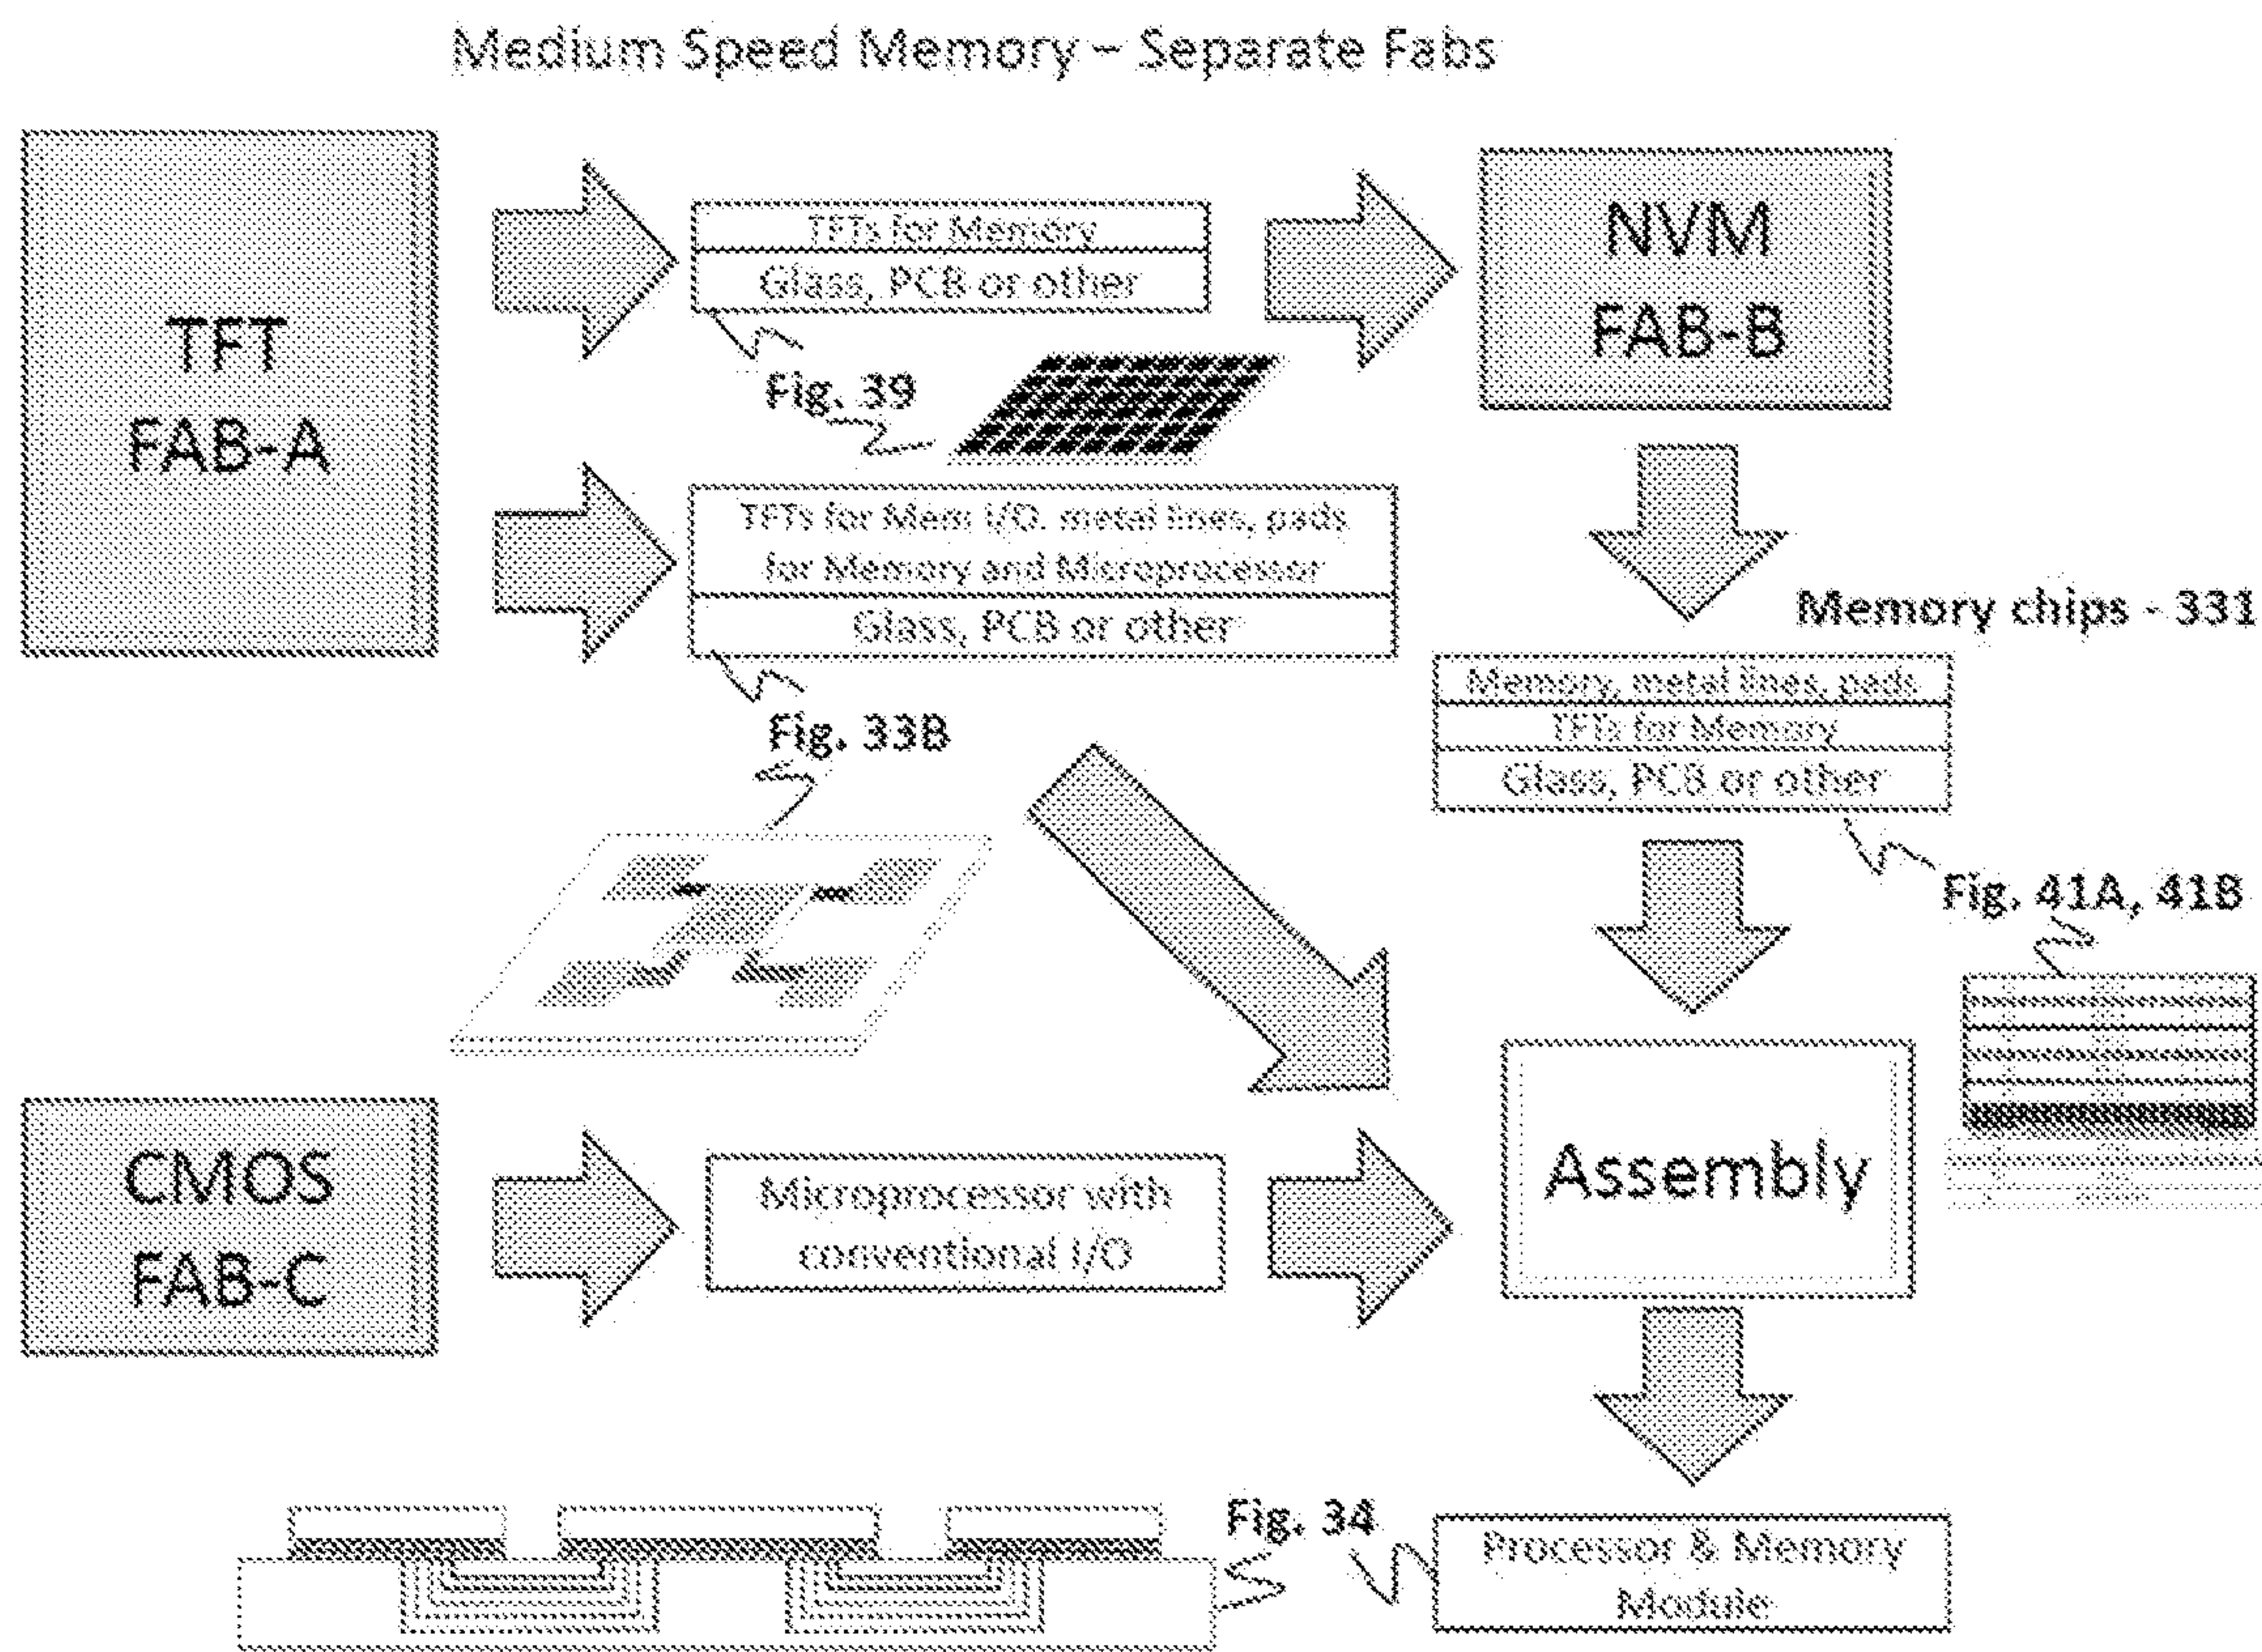 Medium Speed Memory – Separate Fabs
TFT
FAB-A
TFTs for Memory
Glass, PCB or other
NVM
FAB-B
Fig. 39
TFTs for Mem I/O. metal lines, pads
for Memory and Microprocessor
Glass, PCB or other
Memory chips - 331
Memory, metal lines, pads
TFTs for Memory
Glass, PCB or other
Fig. 33B
Fig. 41A, 41B
CMOS
FAB-C
Microprocessor with
conventional I/O
Assembly
Fig. 34
Processor & Memory
Module